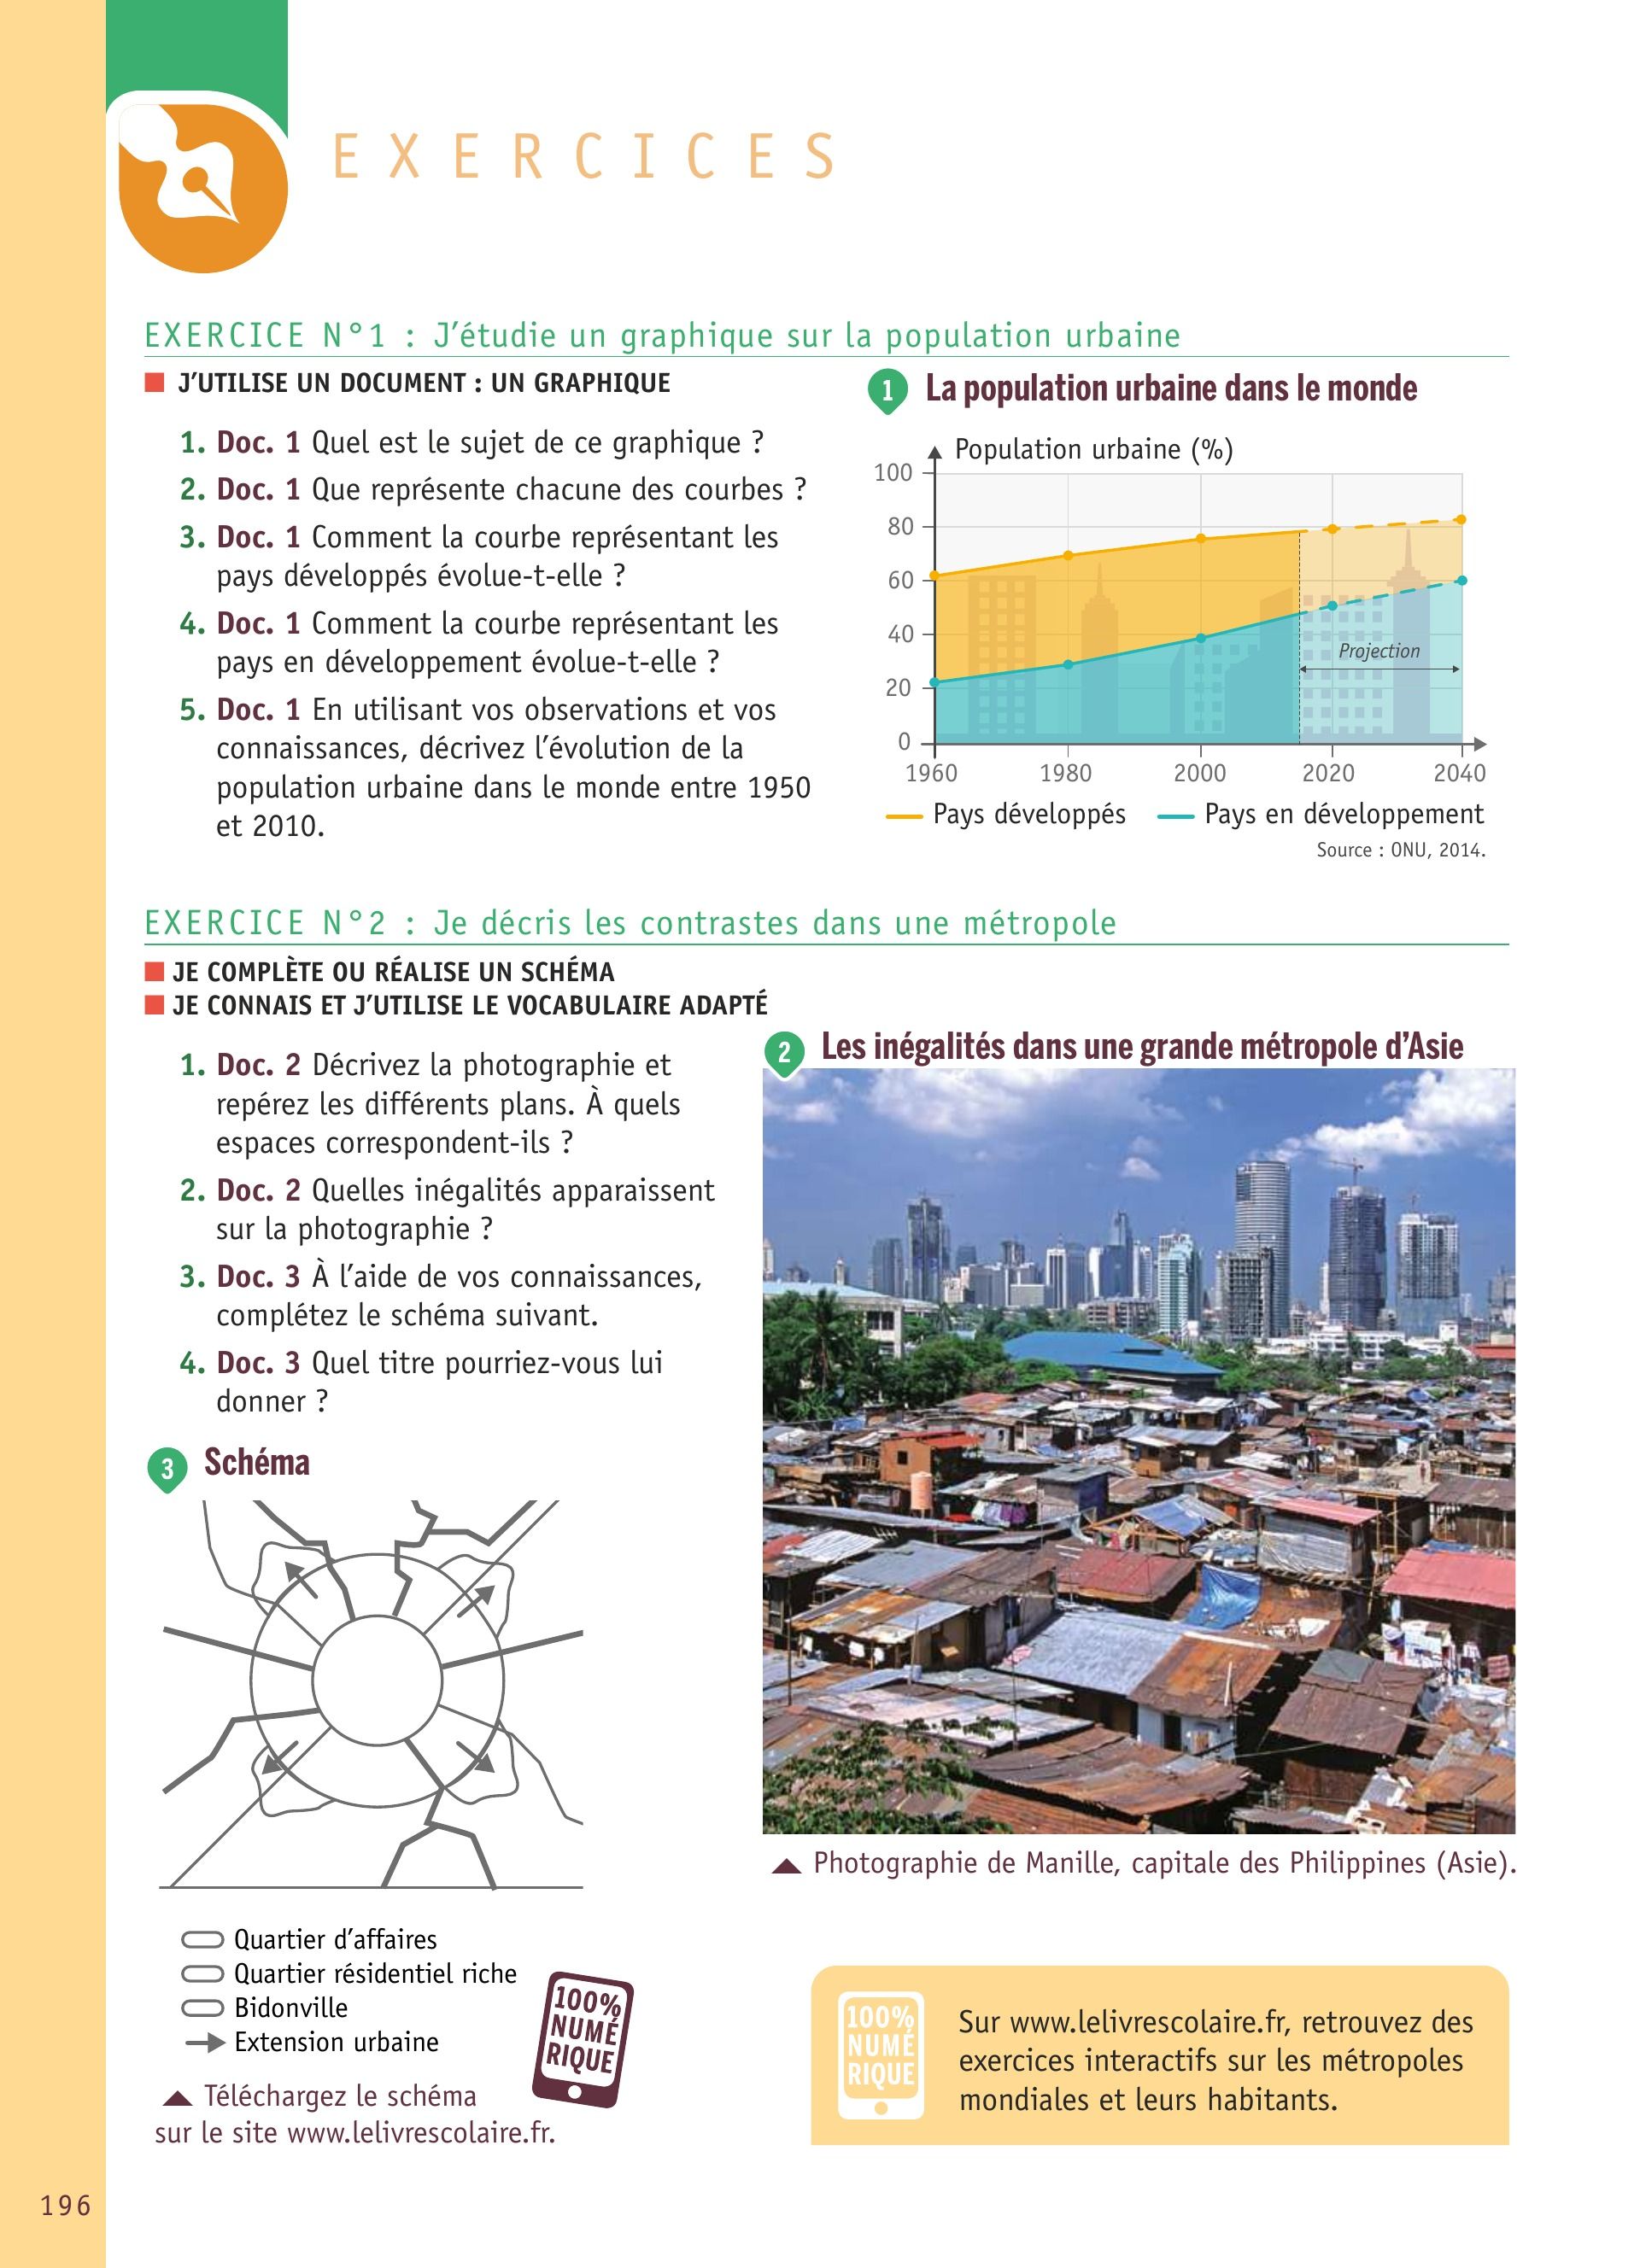 EXERCICES
EXERCICE N°1 : J’étudie un graphique sur la population urbaine
J’UTILISE UN DOCUMENT : UN GRAPHIQUE
1. Doc. 1 Quel est le sujet de ce graphique ?
2. Doc. 1 Que représente chacune des courbes ?
3. Doc. 1 Comment la courbe représentant les
pays développés évolue-t-elle ?
4. Doc. 1 Comment la courbe représentant les
pays en développement évolue-t-elle ?
5. Doc. 1 En utilisant vos observations et vos
connaissances, décrivez l’évolution de la
population urbaine dans le monde entre 1950
et 2010.
1 La population urbaine dans le monde
Population urbaine (%)
100
80
60
40
20
0
Projection
1960 1980 2000 2020 2040
Pays développés Pays en développement
Source : ONU, 2014.
EXERCICE N°2 : Je décris les contrastes dans une métropole
JE COMPLÈTE OU RÉALISE UN SCHÉMA
JE CONNAIS ET J’UTILISE LE VOCABULAIRE ADAPTÉ
1. Doc. 2 Décrivez la photographie et
repérez les différents plans. À quels
espaces correspondent-ils ?
2. Doc. 2 Quelles inégalités apparaissent
sur la photographie ?
3. Doc. 3 À l’aide de vos connaissances,
complétez le schéma suivant.
4. Doc. 3 Quel titre pourriez-vous lui
donner ?
2 Les inégalités dans une grande métropole d’Asie
Photographie de Manille, capitale des Philippines (Asie).
3 Schéma
Quartier d’affaires
Quartier résidentiel riche
Bidonville
Extension urbaine
100%
NUMÉ
RIQUE
Téléchargez le schéma
sur le site www.lelivrescolaire.fr.
100%
NUMÉ
RIQUE
Sur www.lelivrescolaire.fr, retrouvez des
exercices interactifs sur les métropoles
mondiales et leurs habitants.
196